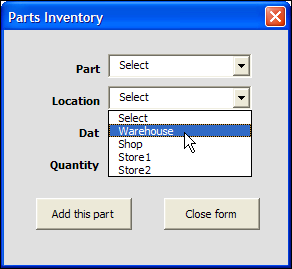 Parts Inventory
Part Select
Location Select
Select
Warehouse
Dat
Shop
Store1
Quantity
Store2
Add this part Close form